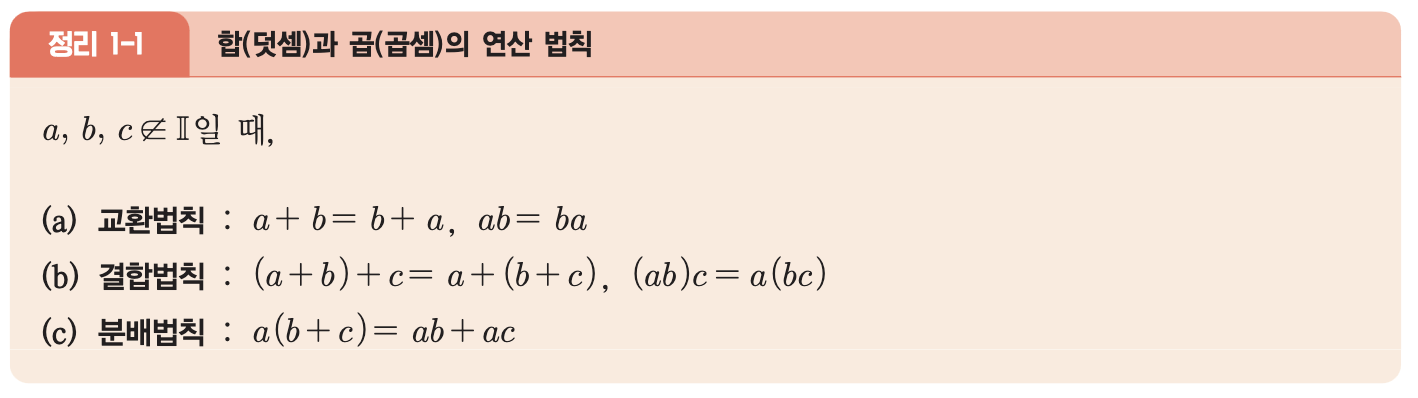 정리 1-1 합(덧셈)과 곱(곱셈)의 연산 법칙
a, b, c ⋢ 𝕀일 때,
(a) 교환법칙 : a + b = b + a, ab = ba
(b) 결합법칙 : (a + b) + c = a + (b + c), (ab)c = a(bc)
(c) 분배법칙 : a(b + c) = ab + ac